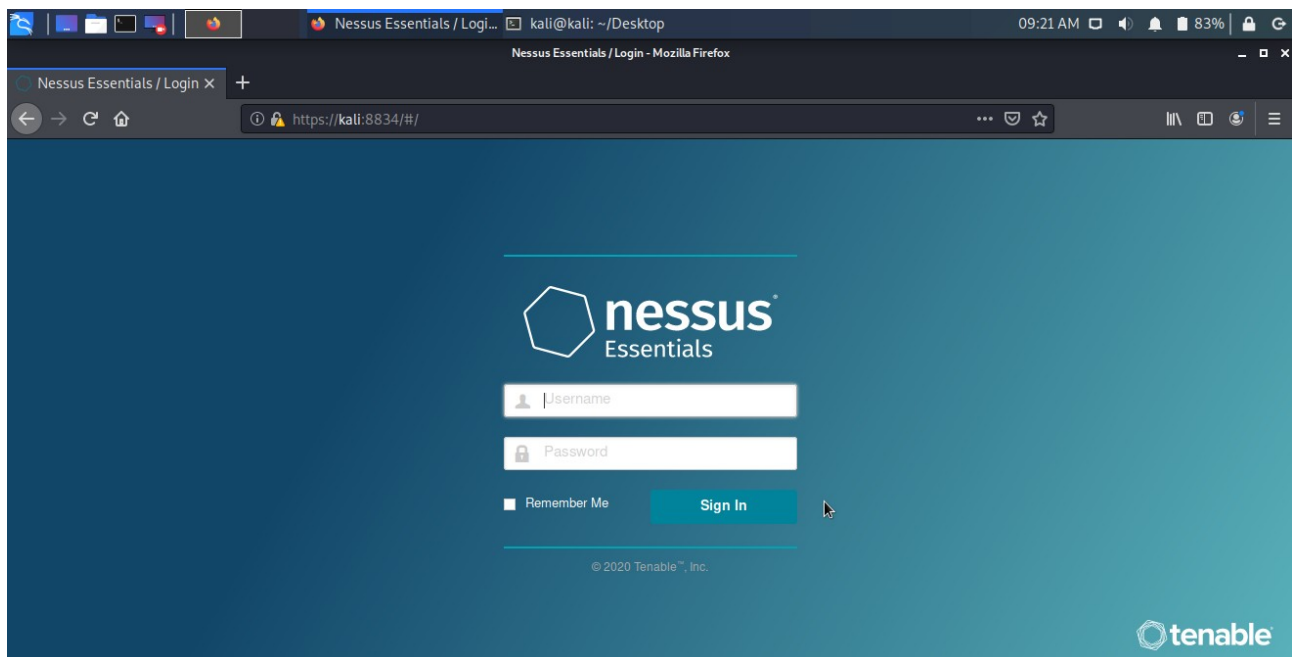 Nessus Essentials / Logi... kali@kali: ~/Desktop 09:21 AM 83%
Nessus Essentials / Login - Mozilla Firefox
Nessus Essentials / Login
https://kali:8834/#/
nessus
Essentials
Username
Password
Remember Me Sign In
© 2020 Tenable™, Inc.
tenable